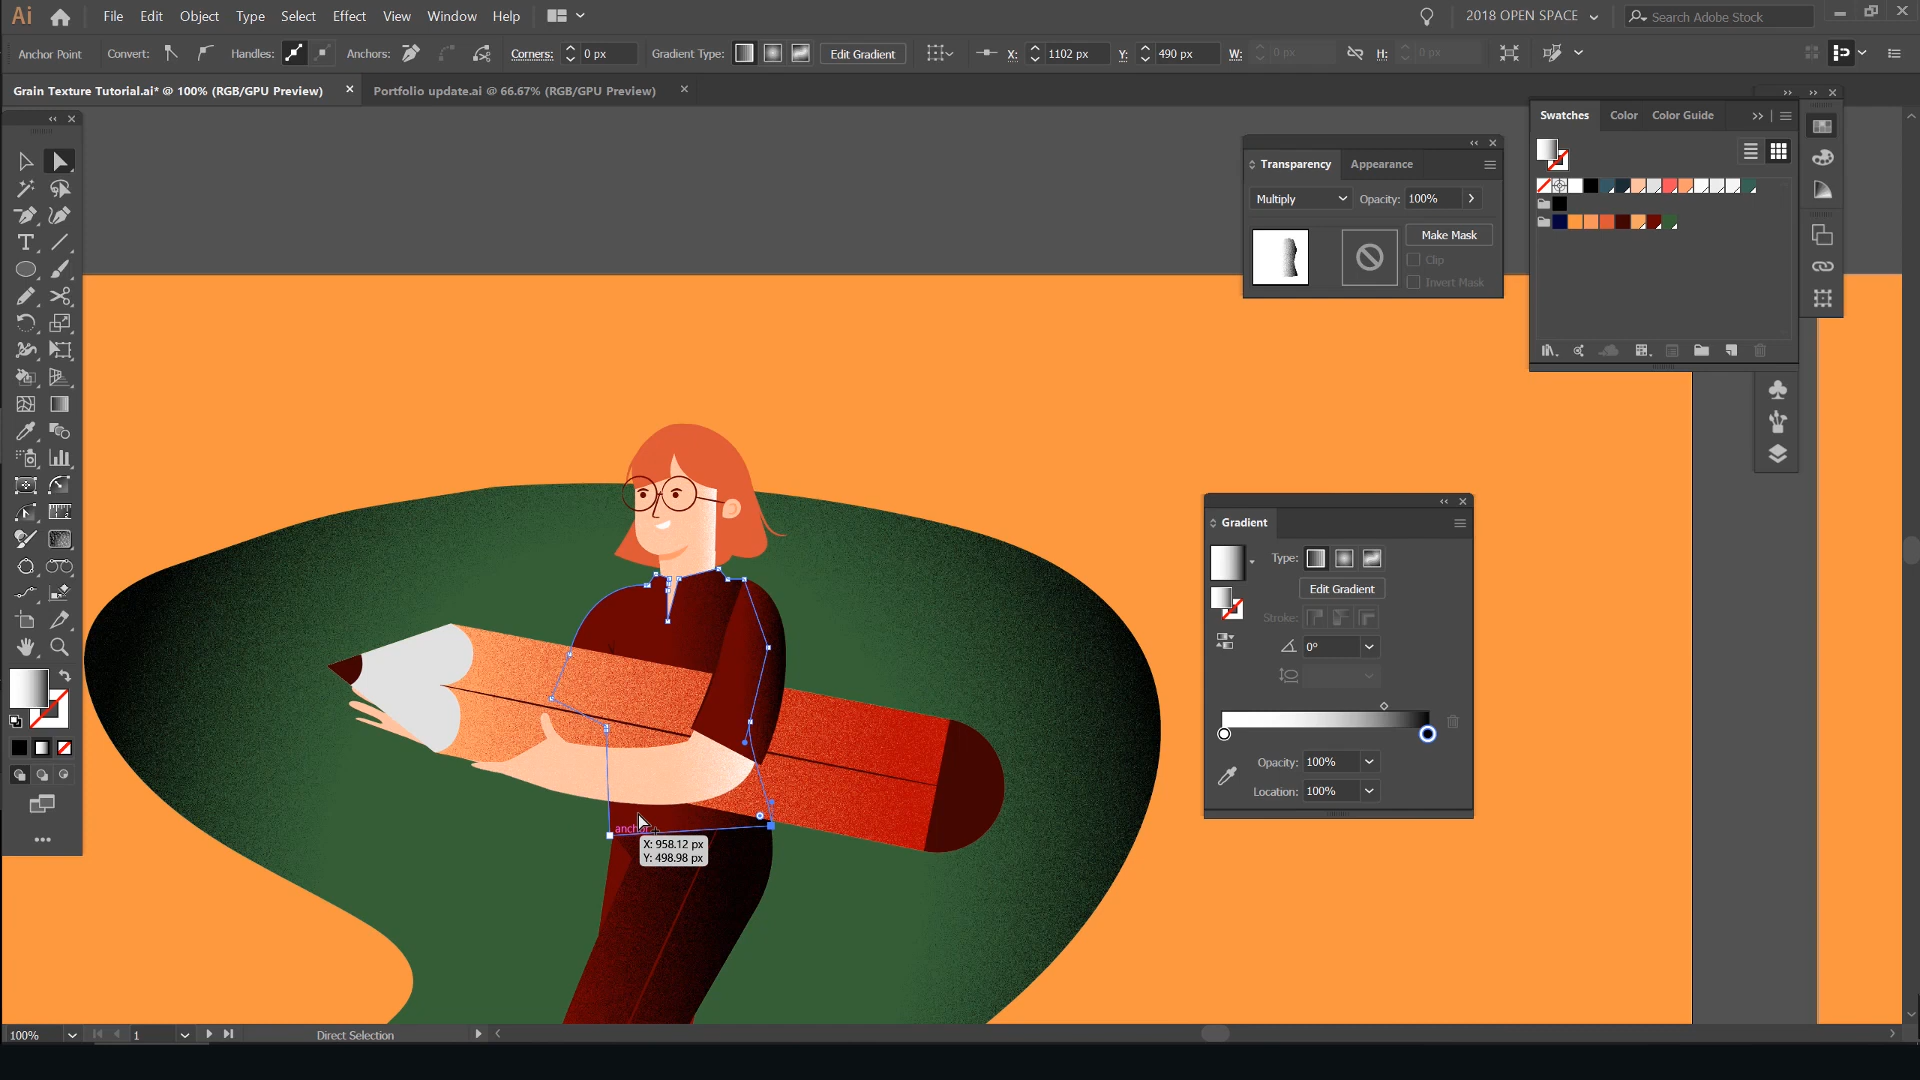 Ai File Edit Object Type Select Effect View Window Help 2018 OPEN SPACE Search Adobe Stock
Anchor Point Convert: Handles: Anchors: Corners: 0 px Gradient Type: Edit Gradient X: 1102 px Y: 490 px W: 0 px H: 0 px
Grain Texture Tutorial.ai* @ 100% (RGB/GPU Preview) Portfolio update.ai @ 66.67% (RGB/GPU Preview)
Swatches Color Color Guide
Transparency Appearance
Multiply Opacity: 100%
Make Mask
Clip
Invert Mask
Gradient
Type:
Edit Gradient
Stroke:
0°
Opacity: 100%
Location: 100%
anchor
X: 958.12 px
Y: 498.98 px
100% 1 Direct Selection